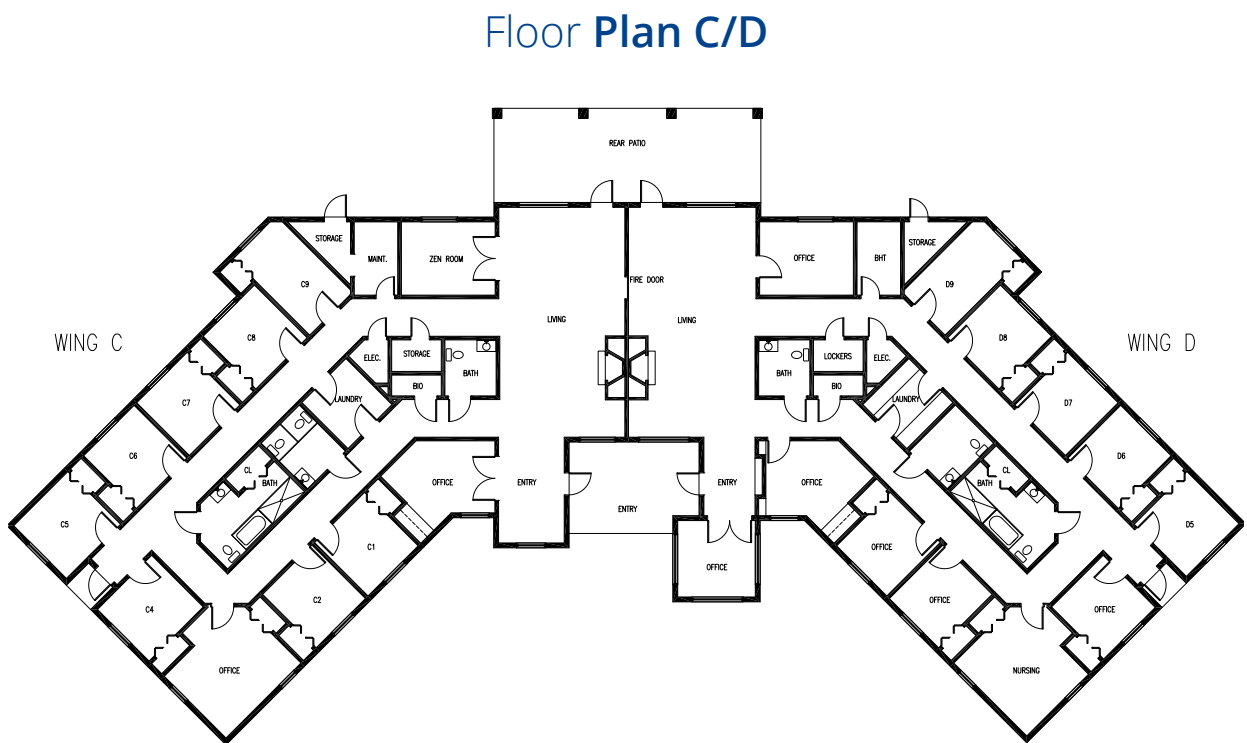 Floor Plan C/D
REAR PATIO
STORAGE
MAINT.
ZEN ROOM
OFFICE
BHT
STORAGE
C9
FIRE DOOR
D9
WING C
C8
LIVING
LIVING
D8
WING D
ELEC.
STORAGE
BATH
BATH
LOCKERS
ELEC.
BIO
BIO
C7
LAUNDRY
LAUNDRY
D7
C6
D6
CL
BATH
OFFICE
ENTRY
ENTRY
OFFICE
CL
BATH
C5
ENTRY
D5
C1
OFFICE
OFFICE
C2
OFFICE
C4
OFFICE
OFFICE
NURSING